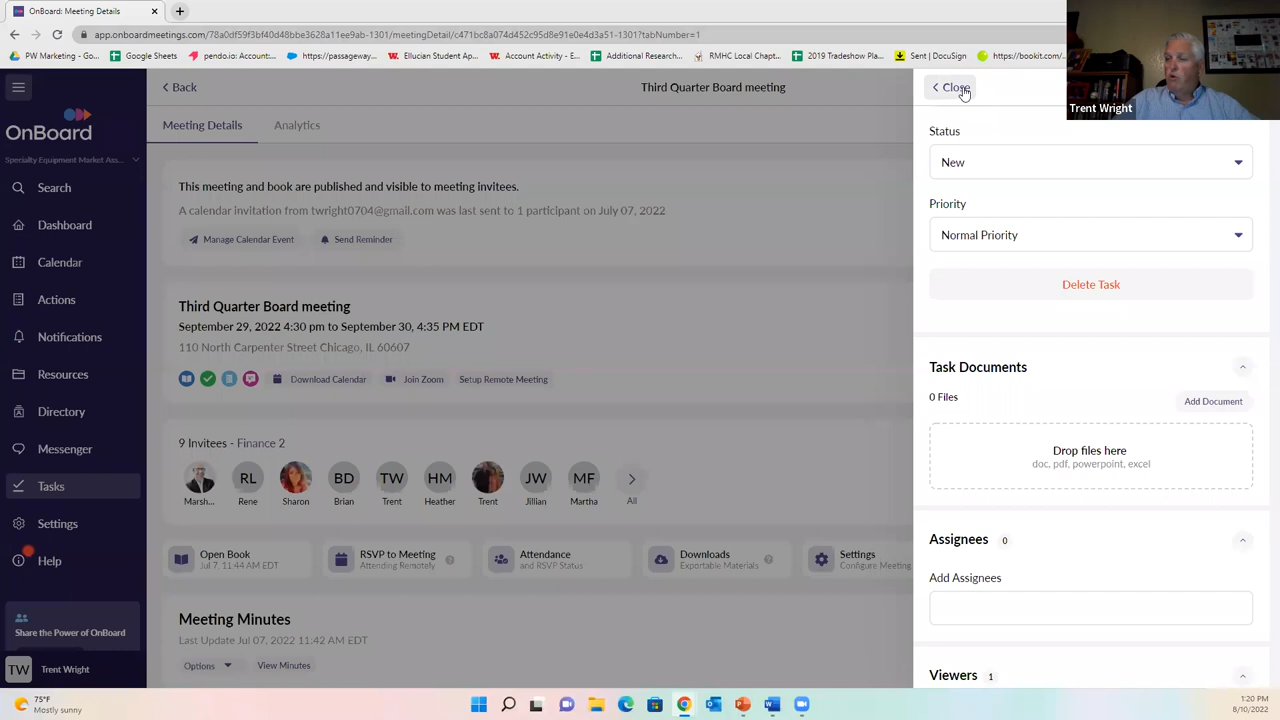 OnBoard: Meeting Details
app.onboardmeetings.com/78a0df59f3bf40d48bbc3628a11ee9ab1
PW Marketing - Go...
Google Sheets
pendo.io: Account:...
https://passageway...
Ellucian App and...
Account Activity - E...
Additional Research...
RMHC Local Chapt...
2019 Tradeshow Pla...
Sent | DocuSign
https://bookit.com/...
Trent Wright
OnBoard
Specialty Equipment Market Ass...
Search
Dashboard
Calendar
Actions
Notifications
Resources
Directory
Messenger
Tasks
Settings
Help
Share the Power of OnBoard
TW
Trent Wright
Back
Third Quarter Board meeting
Meeting Details
Analytics
This meeting and book are published and visible to meeting invitees.
A calendar invitation from twright0704@gmail.com was last sent to 1 participant on July 07, 2022
Manage Calendar Event
Send Reminder
Third Quarter Board meeting
September 29, 2022 4:30 pm to September 30, 4:35 PM EDT
110 North Carpenter Street Chicago, IL 60607
Download Calendar
Join Zoom
Setup Remote Meeting
9 Invitees - Finance 2
RL
BD
TW
HM
JW
MF
Marsh...
Rene
Sharon
Brian
Trent
Heather
Trent
Jillian
Martha
All
Open Book
Jul 7, 11:44 AM EDT
RSVP to Meeting
Attending Remotely
Attendance
and RSVP Status
Downloads
Exportable Materials
Settings
Configure Meeting
Meeting Minutes
Last Update Jul 07, 2022 11:42 AM EDT
Options
View Minutes
Close
Status
New
Priority
Normal Priority
Delete Task
Task Documents
0 Files
Add Document
Drop files here
doc, pdf, powerpoint, excel
Assignees 0
Add Assignees
Viewers 1
75°F
Mostly sunny
1:20 PM
8/10/2022